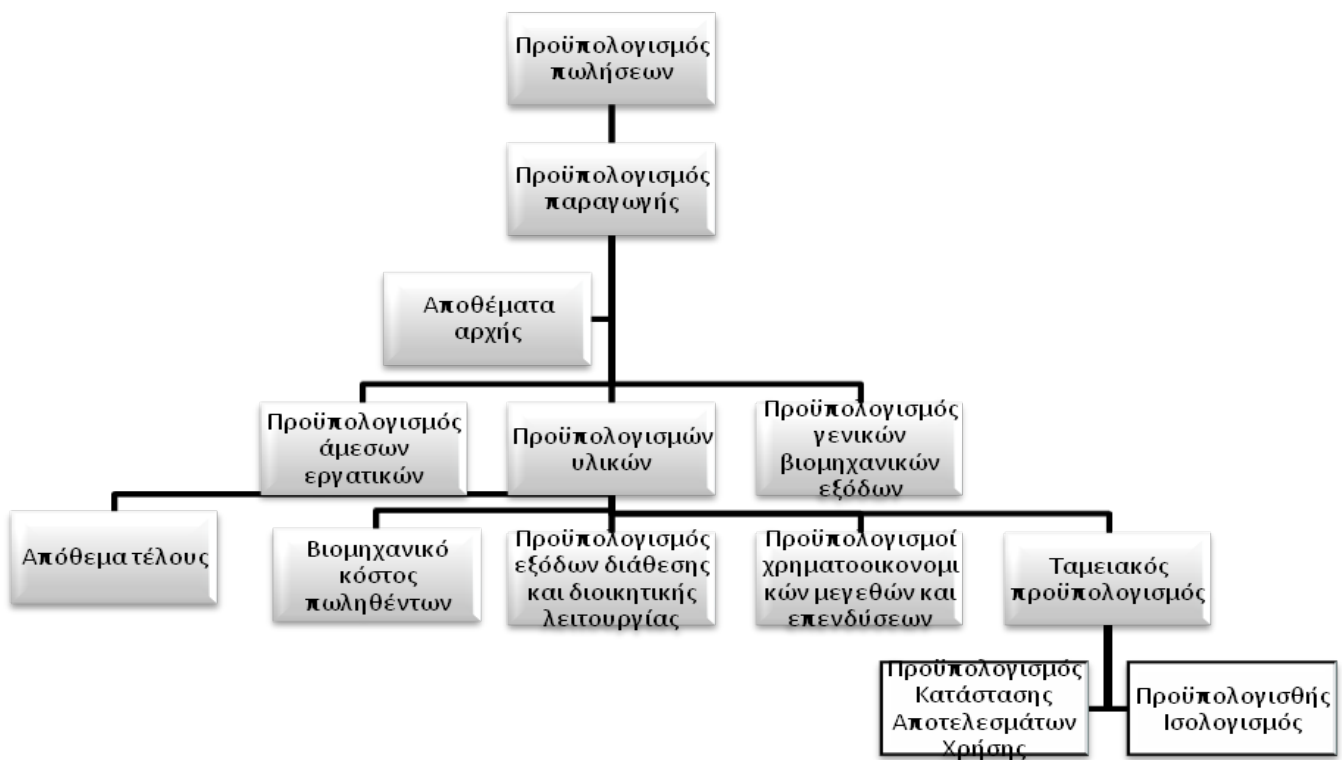 Προϋπολογισμός
πωλήσεων
Προϋπολογισμός
παραγωγής
Αποθέματα
αρχής
Προϋπολογισμός
άμεσων
εργατικών
Προϋπολογισμών
υλικών
Προϋπολογισμός
γενικών
βιομηχανικών
εξόδων
Απόθεμα τέλους
Βιομηχανικό
κόστος
πωληθέντων
Προϋπολογισμός
εξόδων διάθεσης
και διοικητικής
λειτουργίας
Προϋπολογισμοί
χρηματοοικονομι
κών μεγεθών και
επενδύσεων
Ταμειακός
προϋπολογισμός
Προϋπολογισμός
Κατάστασης
Αποτελεσμάτων
Χρήσης
Προϋπολογισθής
Ισολογισμός